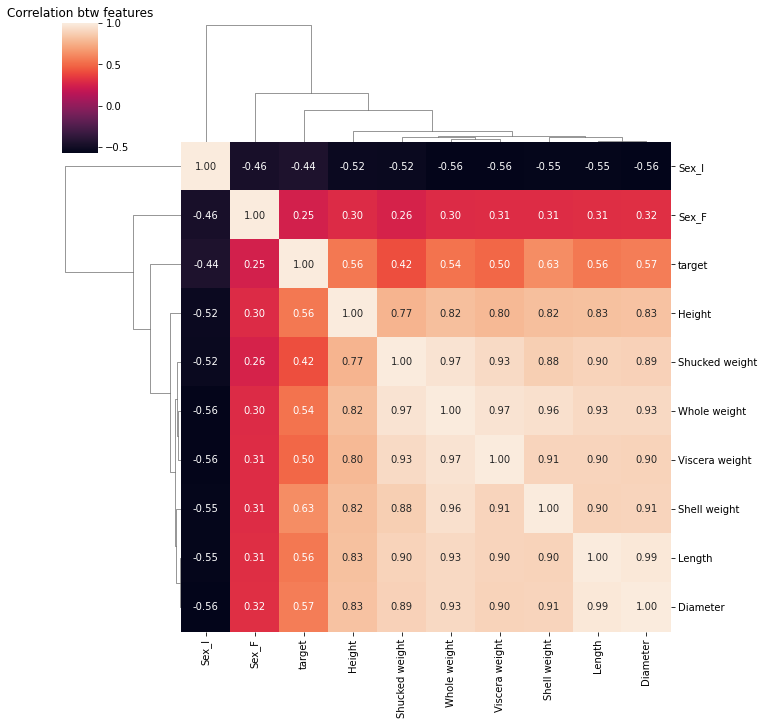 Correlation btw features
1.0
0.5
0.0
−0.5
1.00 -0.46 -0.44 -0.52 -0.52 -0.56 -0.56 -0.55 -0.55 -0.56 Sex_I
-0.46 1.00 0.25 0.30 0.26 0.30 0.31 0.31 0.31 0.32 Sex_F
-0.44 0.25 1.00 0.56 0.42 0.54 0.50 0.63 0.56 0.57 target
-0.52 0.30 0.56 1.00 0.77 0.82 0.80 0.82 0.83 0.83 Height
-0.52 0.26 0.42 0.77 1.00 0.97 0.93 0.88 0.90 0.89 Shucked weight
-0.56 0.30 0.54 0.82 0.97 1.00 0.97 0.96 0.93 0.93 Whole weight
-0.56 0.31 0.50 0.80 0.93 0.97 1.00 0.91 0.90 0.90 Viscera weight
-0.55 0.31 0.63 0.82 0.88 0.96 0.91 1.00 0.90 0.91 Shell weight
-0.55 0.31 0.56 0.83 0.90 0.93 0.90 0.90 1.00 0.99 Length
-0.56 0.32 0.57 0.83 0.89 0.93 0.90 0.91 0.99 1.00 Diameter
Sex_I
Sex_F
target
Height
Shucked weight
Whole weight
Viscera weight
Shell weight
Length
Diameter